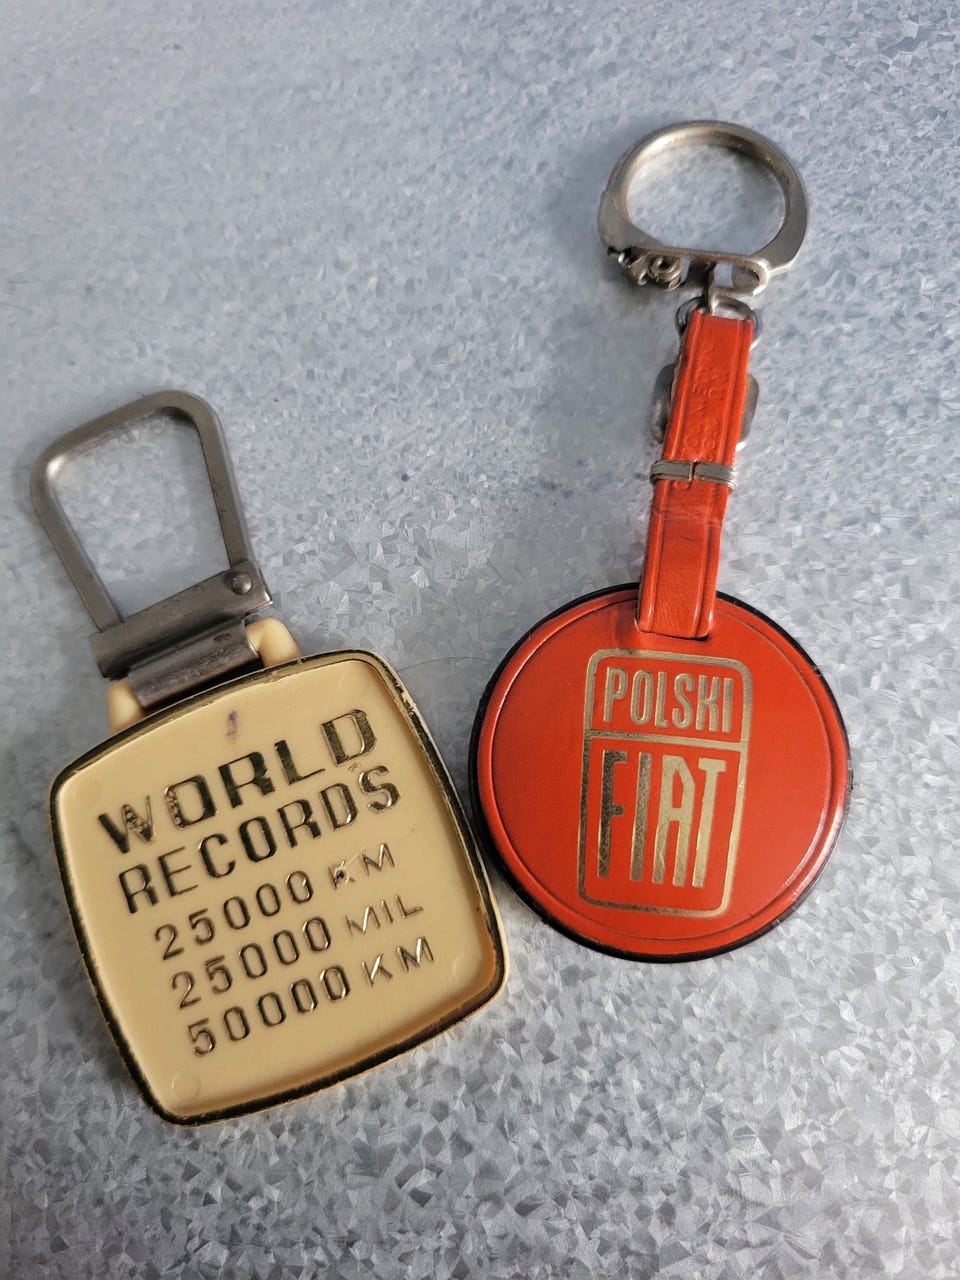 WORLD
RECORDS
25000 KM
25000 MIL
50000 KM
POLSKI
FIAT